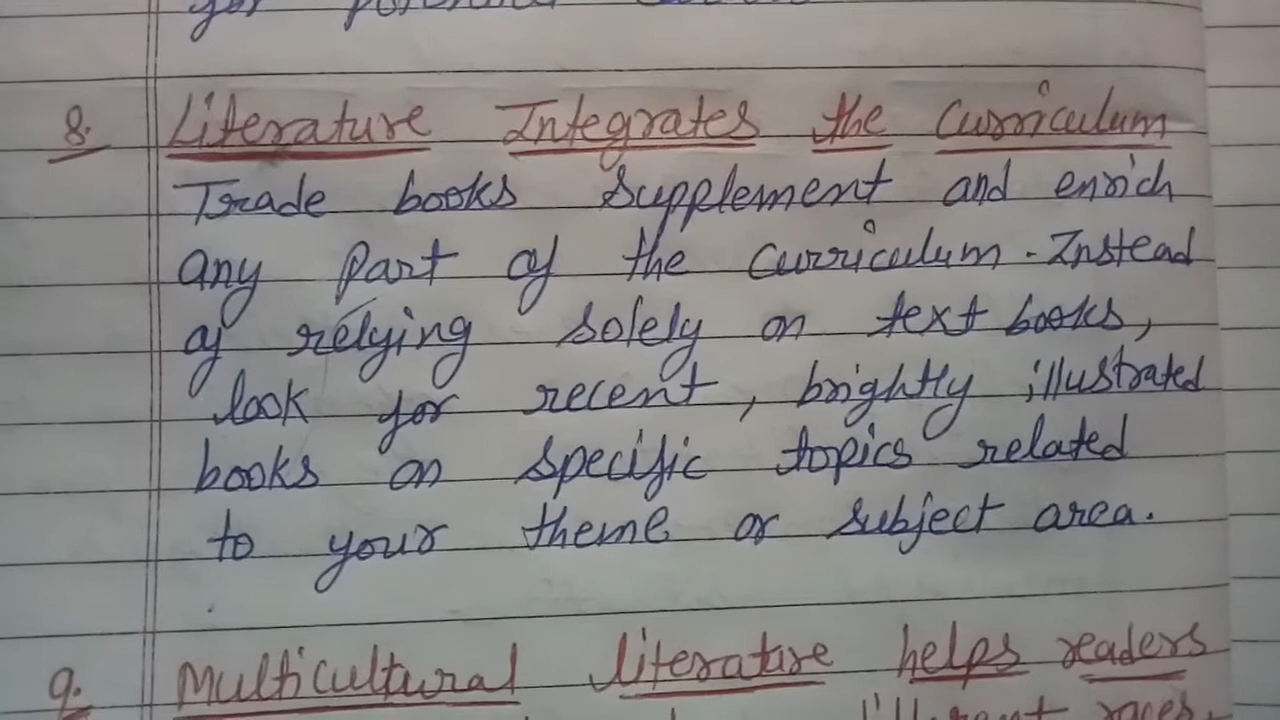 8. Literature Integrates the Curriculum
Trade books supplement and enrich
any part of the curriculum. Instead
of relying solely on text books,
look for recent, brightly illustrated
books on specific topics related
to your theme or subject area.
9. Multicultural literature helps readers
races.